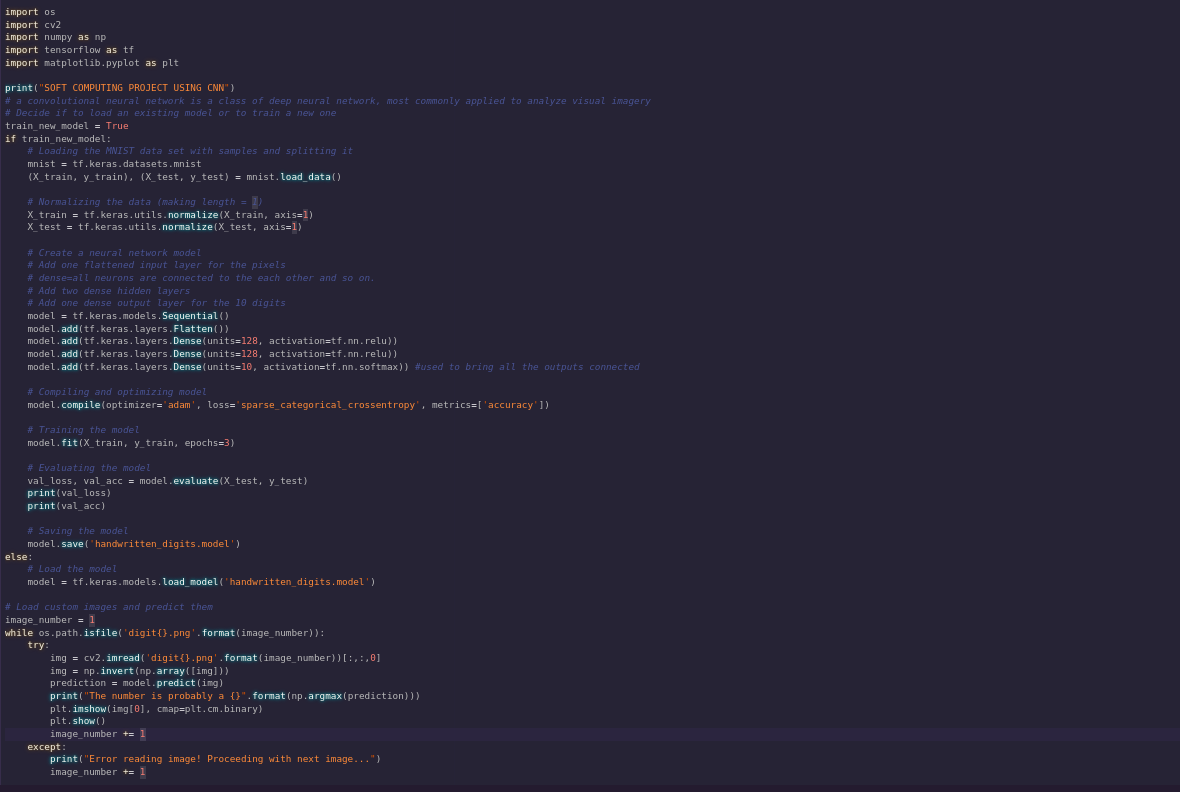 import os
import cv2
import numpy as np
import tensorflow as tf
import matplotlib.pyplot as plt

print("SOFT COMPUTING PROJECT USING CNN")
# a convolutional neural network is a class of deep neural network, most commonly applied to analyze visual imagery
# Decide if to load an existing model or to train a new one
train_new_model = True
if train_new_model:
    # Loading the MNIST data set with samples and splitting it
    mnist = tf.keras.datasets.mnist
    (X_train, y_train), (X_test, y_test) = mnist.load_data()

    # Normalizing the data (making length = 1)
    X_train = tf.keras.utils.normalize(X_train, axis=1)
    X_test = tf.keras.utils.normalize(X_test, axis=1)

    # Create a neural network model
    # Add one flattened input layer for the pixels
    # dense=all neurons are connected to the each other and so on.
    # Add two dense hidden layers
    # Add one dense output layer for the 10 digits
    model = tf.keras.models.Sequential()
    model.add(tf.keras.layers.Flatten())
    model.add(tf.keras.layers.Dense(units=128, activation=tf.nn.relu))
    model.add(tf.keras.layers.Dense(units=128, activation=tf.nn.relu))
    model.add(tf.keras.layers.Dense(units=10, activation=tf.nn.softmax)) #used to bring all the outputs connected

    # Compiling and optimizing model
    model.compile(optimizer='adam', loss='sparse_categorical_crossentropy', metrics=['accuracy'])

    # Training the model
    model.fit(X_train, y_train, epochs=3)

    # Evaluating the model
    val_loss, val_acc = model.evaluate(X_test, y_test)
    print(val_loss)
    print(val_acc)

    # Saving the model
    model.save('handwritten_digits.model')
else:
    # Load the model
    model = tf.keras.models.load_model('handwritten_digits.model')

# Load custom images and predict them
image_number = 1
while os.path.isfile('digit{}.png'.format(image_number)):
    try:
        img = cv2.imread('digit{}.png'.format(image_number))[:,:,0]
        img = np.invert(np.array([img]))
        prediction = model.predict(img)
        print("The number is probably a {}".format(np.argmax(prediction)))
        plt.imshow(img[0], cmap=plt.cm.binary)
        plt.show()
        image_number += 1
    except:
        print("Error reading image! Proceeding with next image...")
        image_number += 1